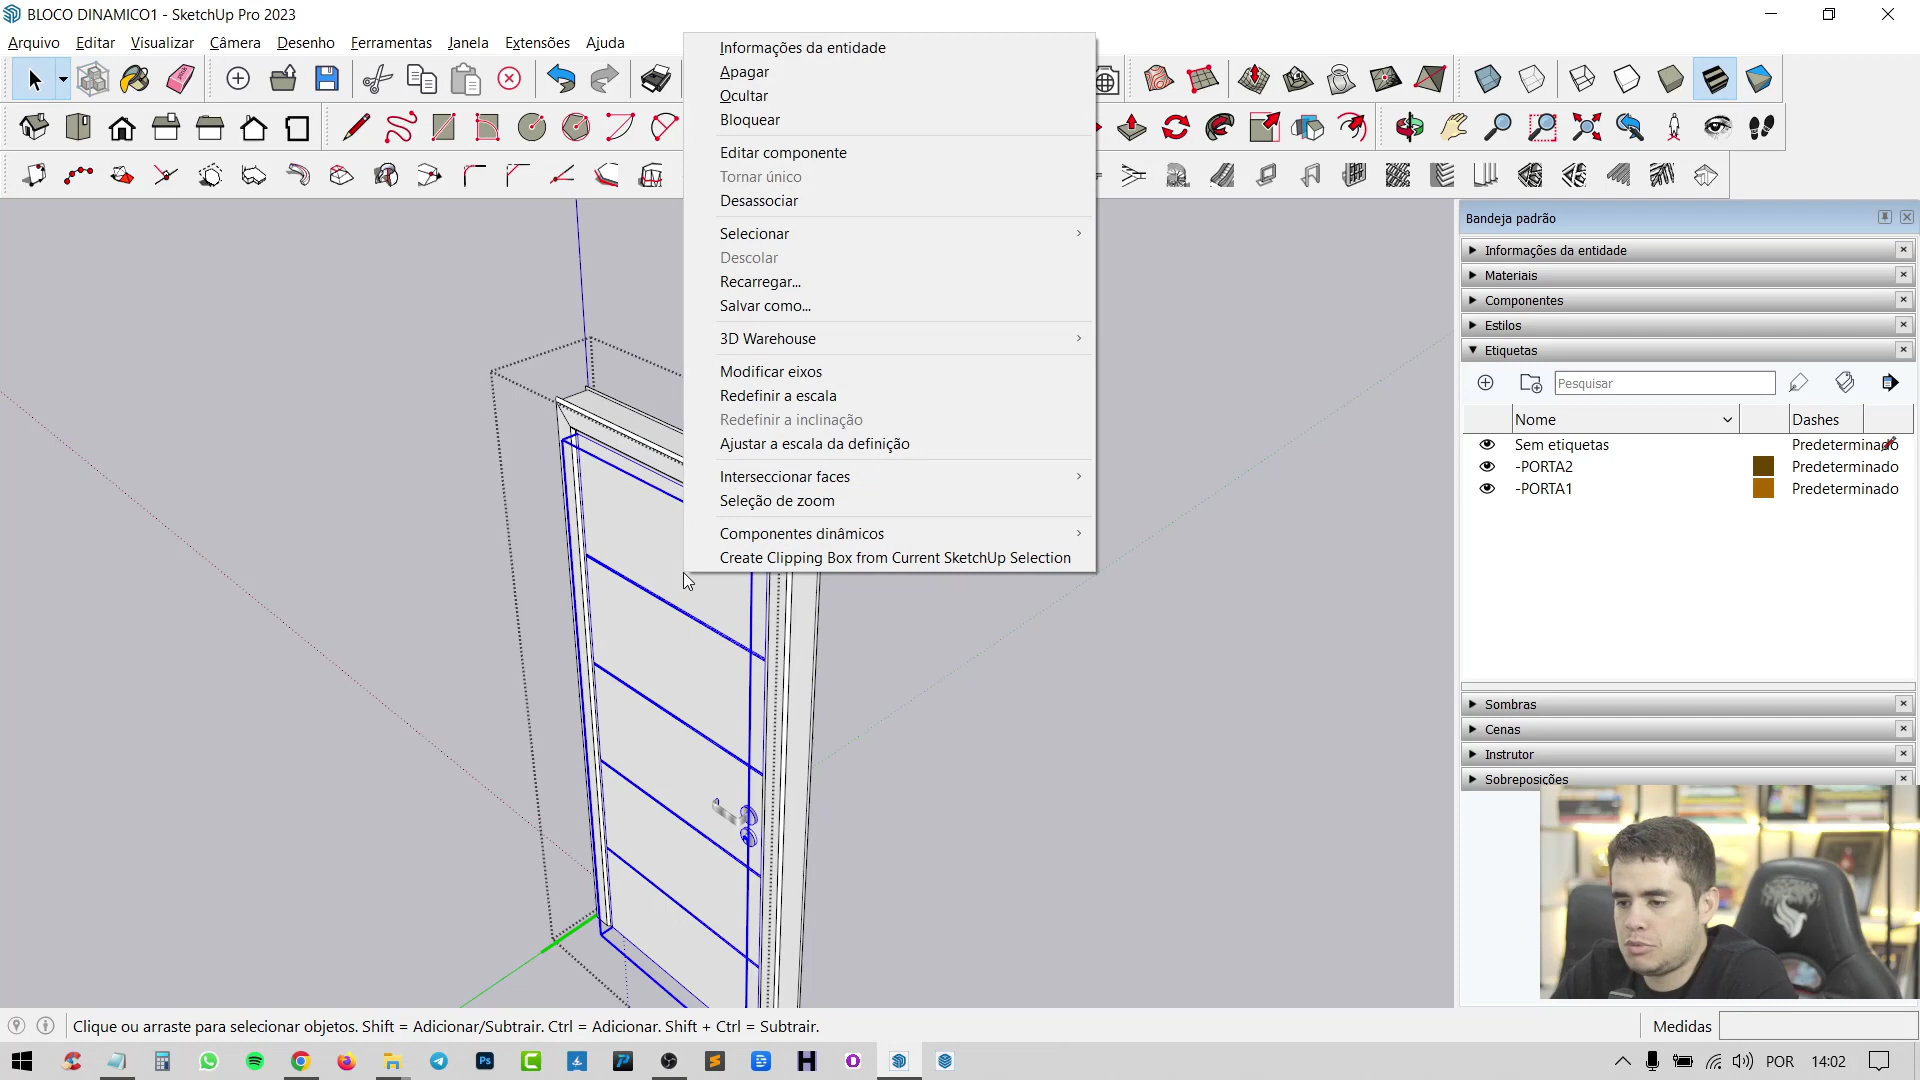 BLOCO DINAMICO1 - SketchUp Pro 2023
Arquivo Editar Visualizar Câmera Desenho Ferramentas Janela Extensões Ajuda
Informações da entidade
Apagar
Ocultar
Bloquear
Editar componente
Tornar único
Desassociar
Selecionar
Descolar
Recarregar...
Salvar como...
3D Warehouse
Modificar eixos
Redefinir a escala
Redefinir a inclinação
Ajustar a escala da definição
Interseccionar faces
Seleção de zoom
Componentes dinâmicos
Create Clipping Box from Current SketchUp Selection
Bandeja padrão
Informações da entidade
Materiais
Componentes
Estilos
Etiquetas
Pesquisar
Nome Dashes
Sem etiquetas Predeterminado
-PORTA2 Predeterminado
-PORTA1 Predeterminado
Sombras
Cenas
Instrutor
Sobreposições
Clique ou arraste para selecionar objetos. Shift = Adicionar/Subtrair. Ctrl = Adicionar. Shift + Ctrl = Subtrair.
Medidas
POR 14:02